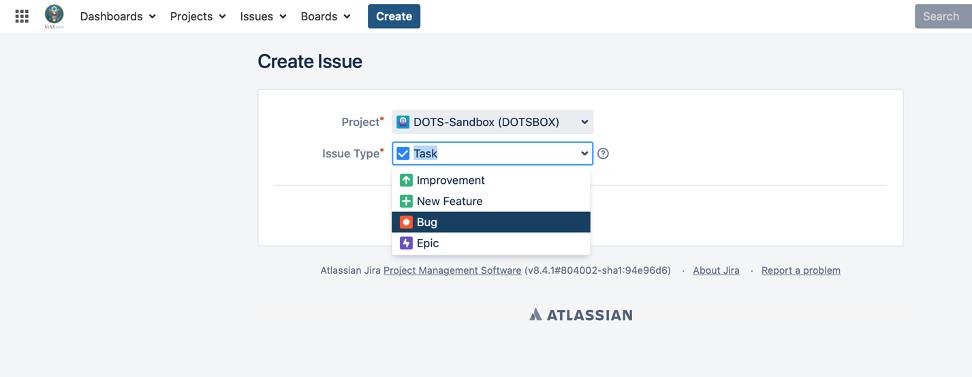 Dashboards Projects Issues Boards Create Search
Create Issue
Project* DOTS-Sandbox (DOTSBOX)
Issue Type* Task
Improvement
New Feature
Bug
Epic
Atlassian Jira Project Management Software (v8.4.1#804002-sha1:94e96d6) · About Jira · Report a problem
ATLASSIAN